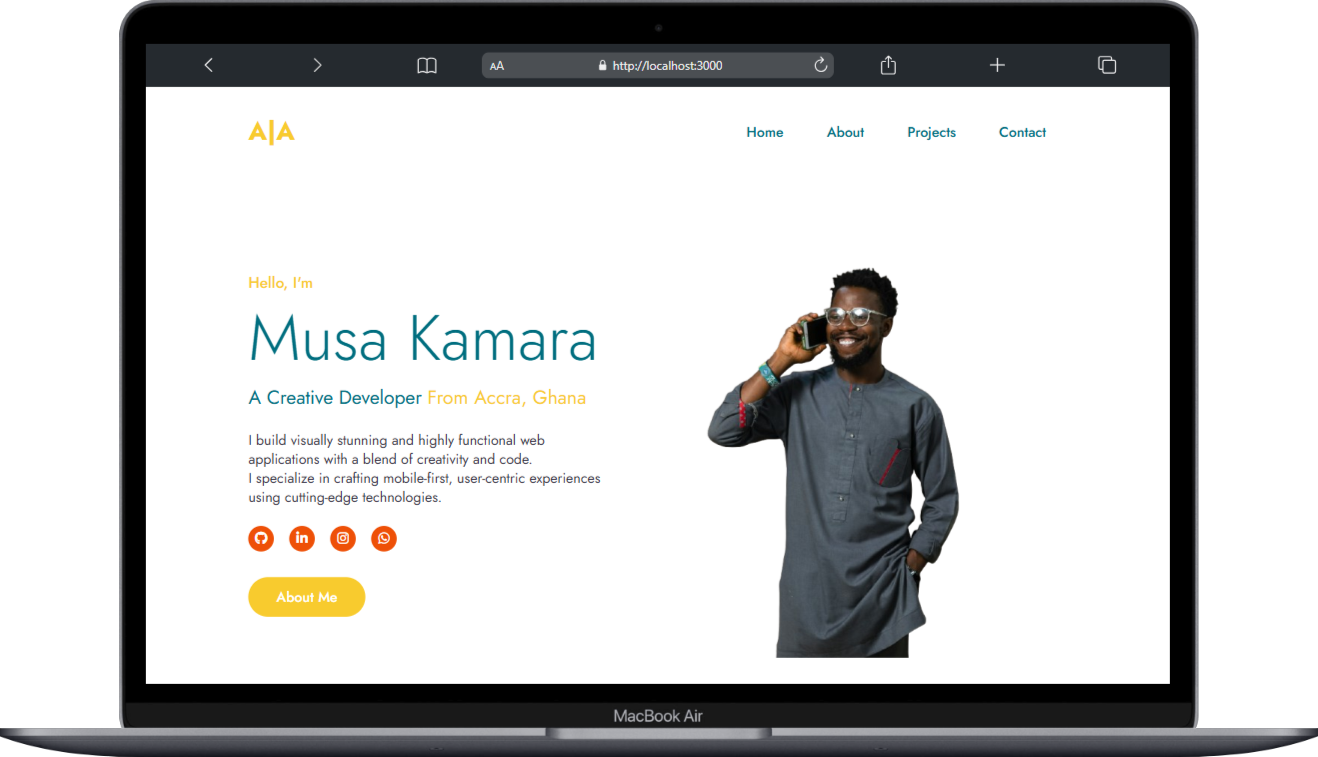 AA
http://localhost:3000
A|A
Home
About
Projects
Contact
Hello, I'm
Musa Kamara
A Creative Developer From Accra, Ghana
I build visually stunning and highly functional web
applications with a blend of creativity and code.
I specialize in crafting mobile-first, user-centric experiences
using cutting-edge technologies.
in
About Me
MacBook Air